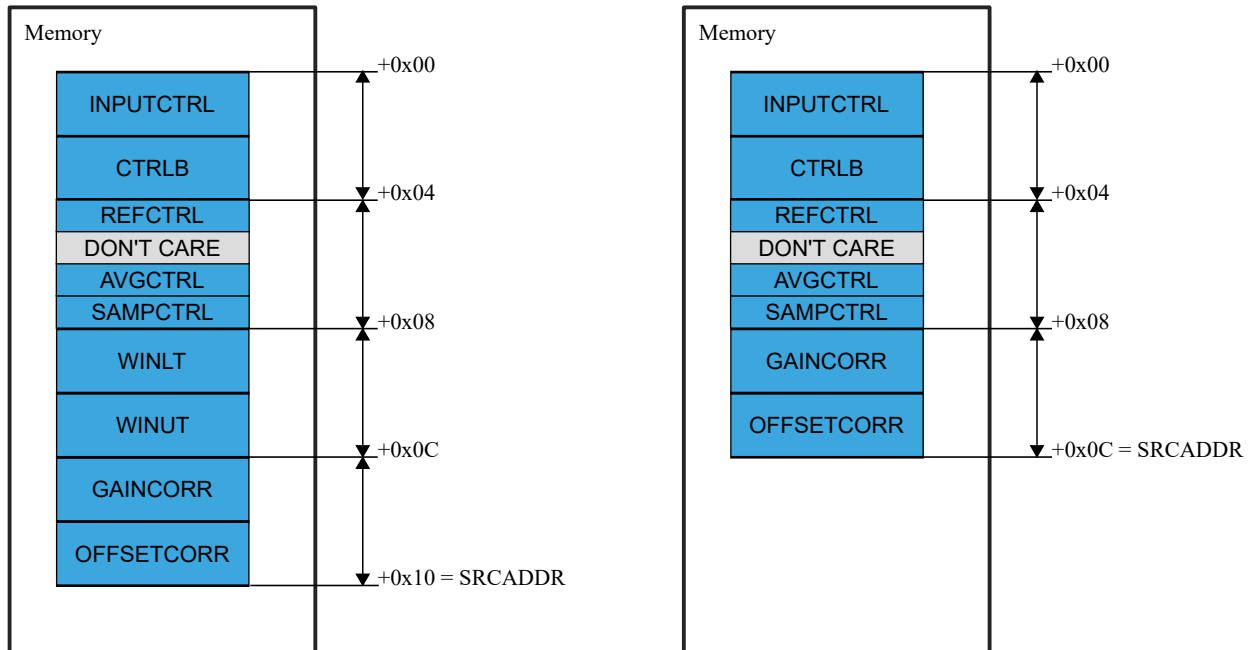 Memory
+0x00
INPUTCTRL
CTRLB
+0x04
REFCTRL
DON'T CARE
AVGCTRL
SAMPCTRL
+0x08
WINLT
WINUT
+0x0C
GAINCORR
OFFSETCORR
+0x10 = SRCADDR
Memory
+0x00
INPUTCTRL
CTRLB
+0x04
REFCTRL
DON'T CARE
AVGCTRL
SAMPCTRL
+0x08
GAINCORR
OFFSETCORR
+0x0C = SRCADDR